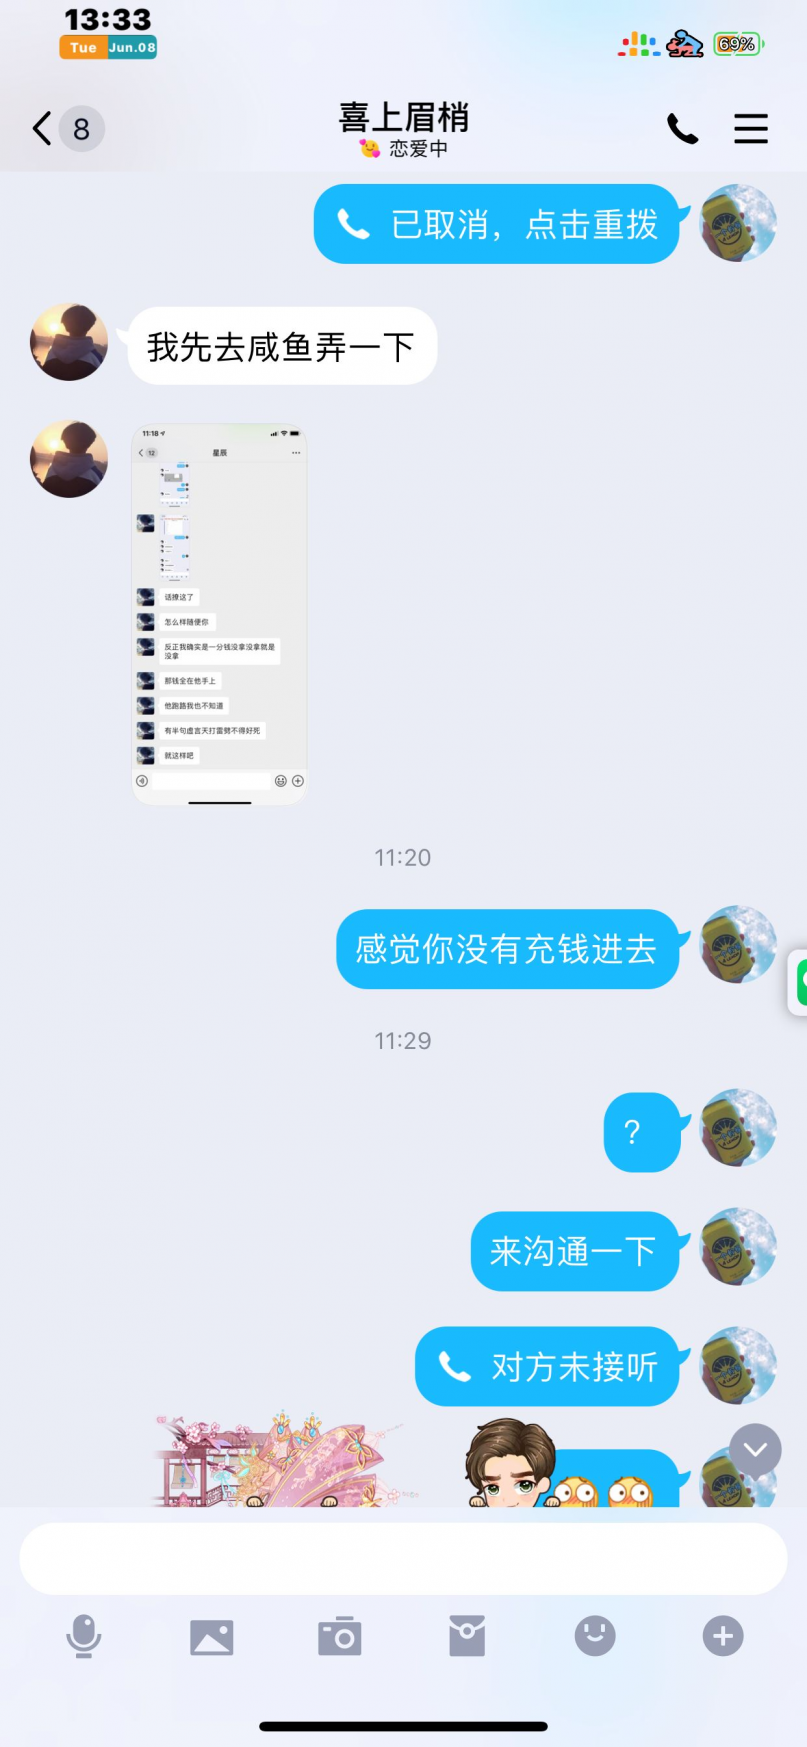 13:33
Tue Jun.08
69%
8
喜上眉梢
恋爱中
已取消，点击重拨
我先去咸鱼弄一下
11:18
12
星辰
话撩这了
怎么样随便你
反正我确实是一分钱没拿没拿就是
没拿
那钱全在他手上
他跑路我也不知道
有半句虚言天打雷劈不得好死
就这样吧
11:20
感觉你没有充钱进去
11:29
?
来沟通一下
对方未接听